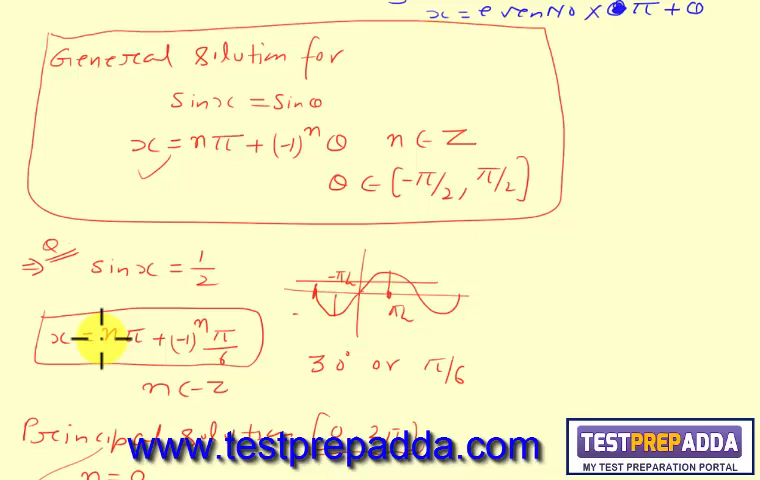 x = even No × π + θ
General Solution for
sin x = sin θ
x = nπ + (-1)^n θ n ∈ Z
θ ∈ [-π/2, π/2]
Q
⇒ sin x = 1/2
-π/2
π/2
x = nπ + (-1)^n π/6
30° or π/6
n ∈ Z
Principal Solution [0, 2π)
www.testprepadda.com
n = 0
TESTPREPADDA
MY TEST PREPARATION PORTAL